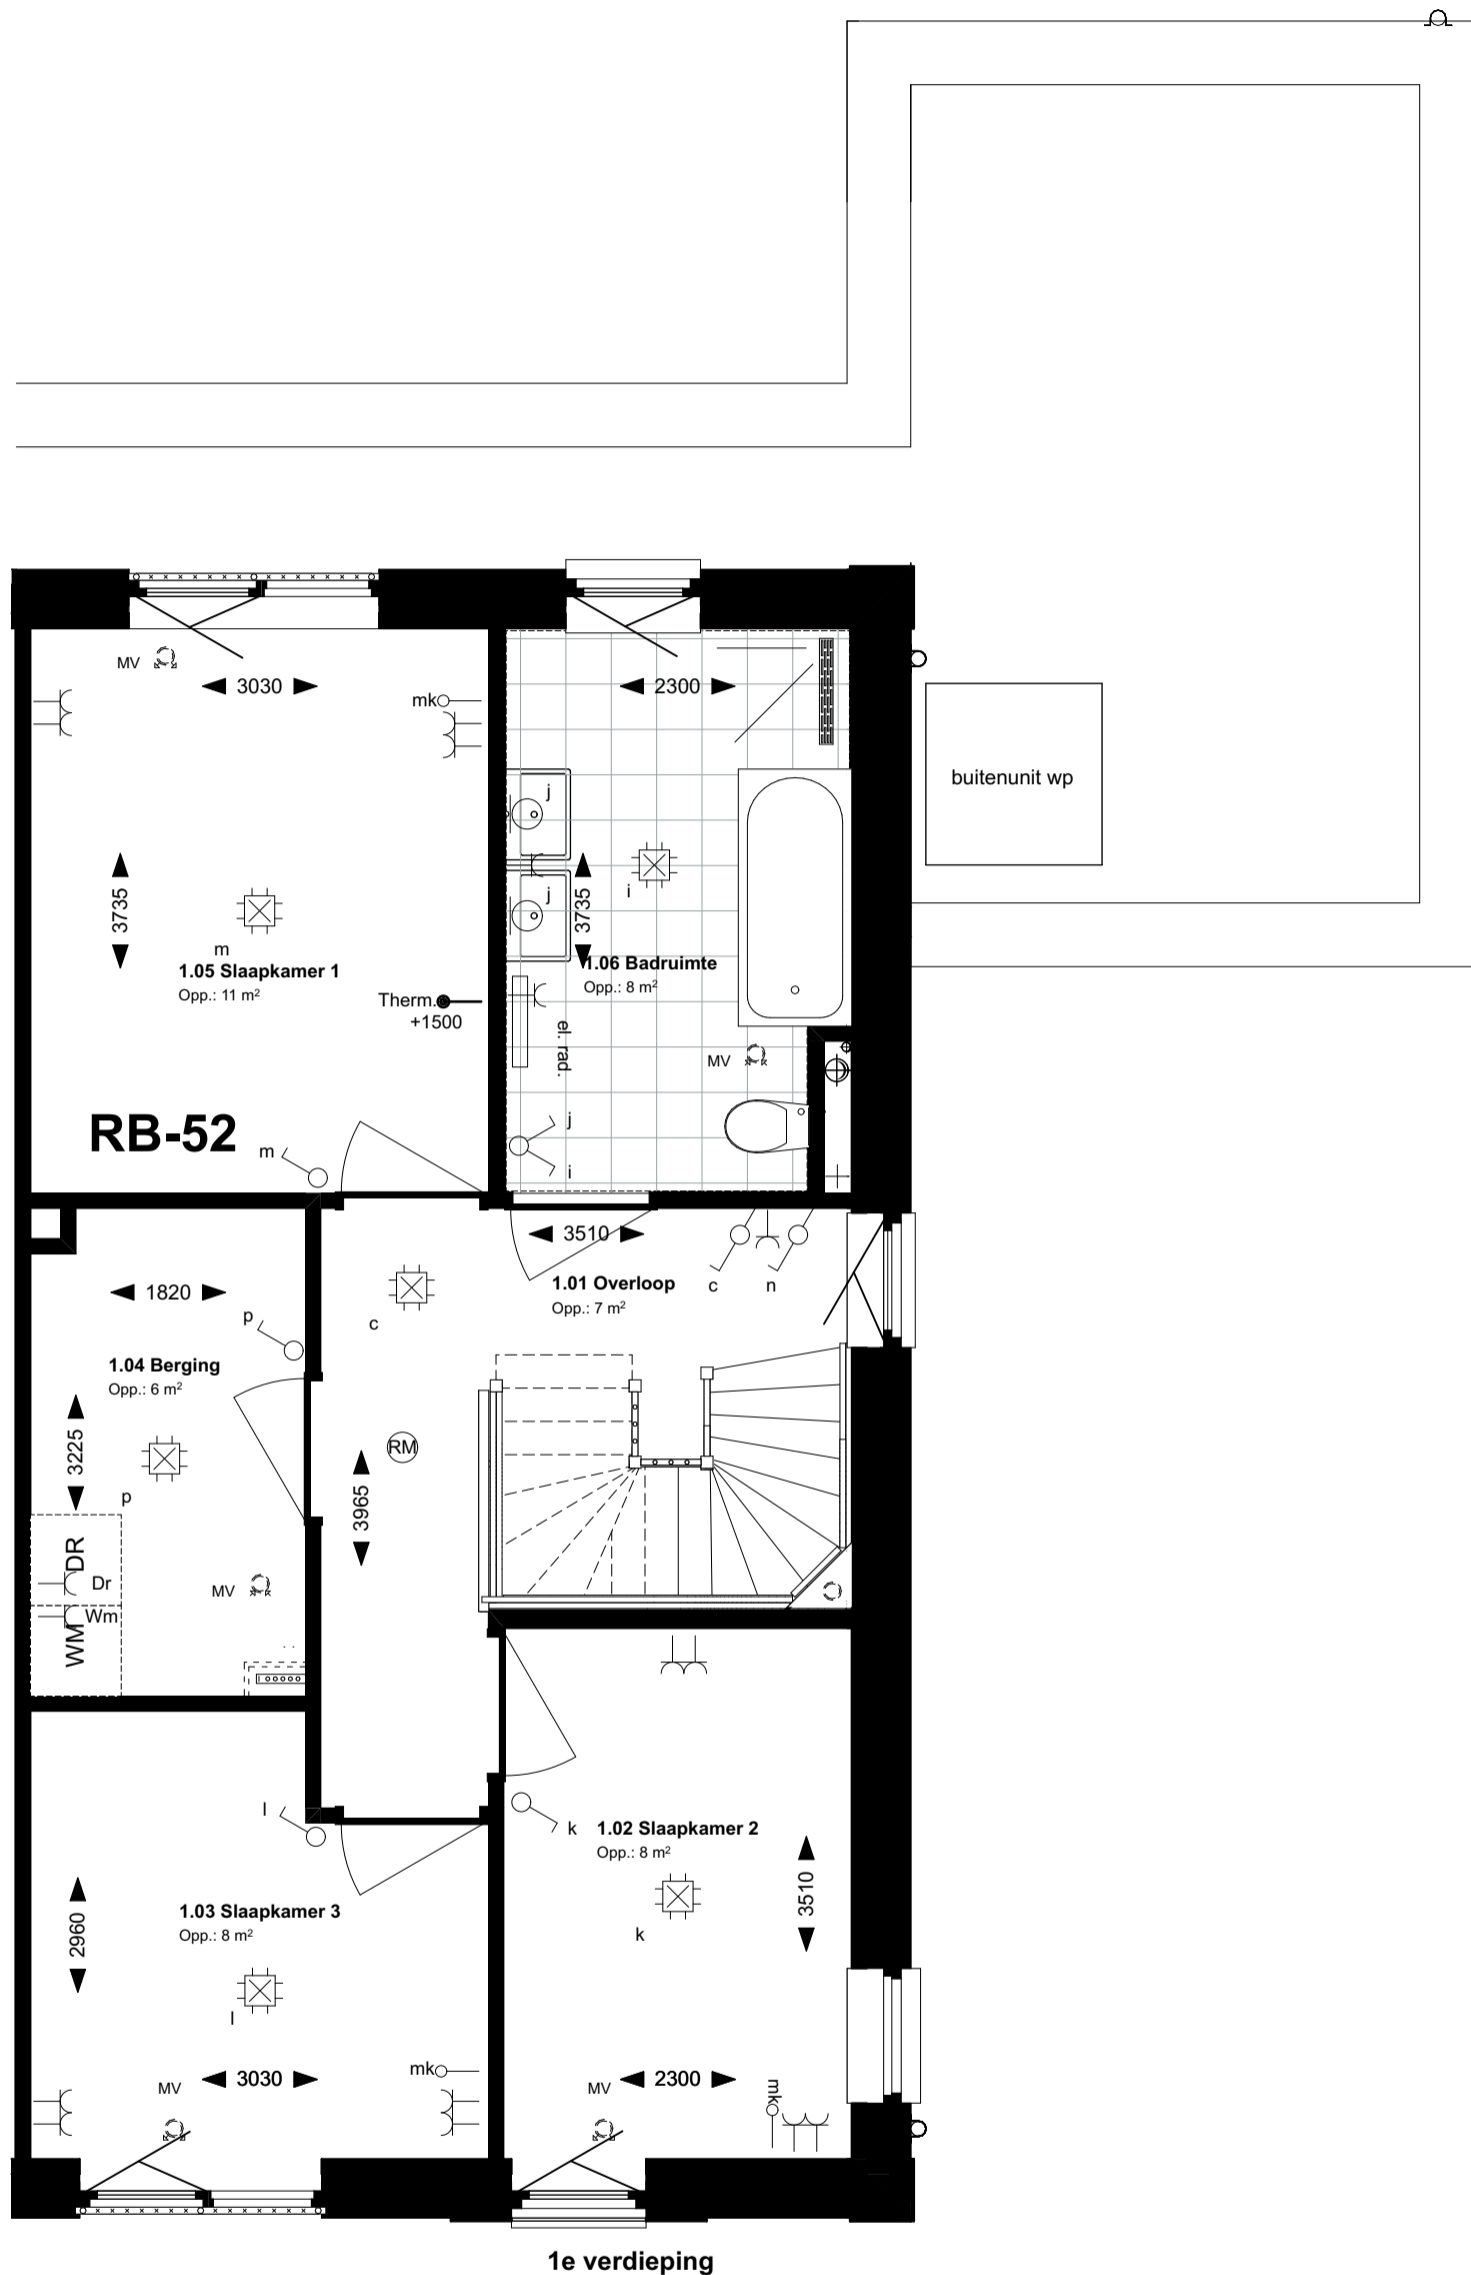 MV
3030
mk
2300
buitenunit wp
j
j
i
3735
3735
m
1.05 Slaapkamer 1
Opp.: 11 m²
1.06 Badruimte
Opp.: 8 m²
Therm.
+1500
el. rad.
MV
RB-52
m
j
i
3510
c
n
1.01 Overloop
Opp.: 7 m²
1820
p
c
1.04 Berging
Opp.: 6 m²
3225
p
RM
3965
DR
Dr
Wm
WM
MV
l
k
1.02 Slaapkamer 2
Opp.: 8 m²
3510
k
1.03 Slaapkamer 3
Opp.: 8 m²
2960
l
mk
MV
3030
MV
2300
mk
1e verdieping